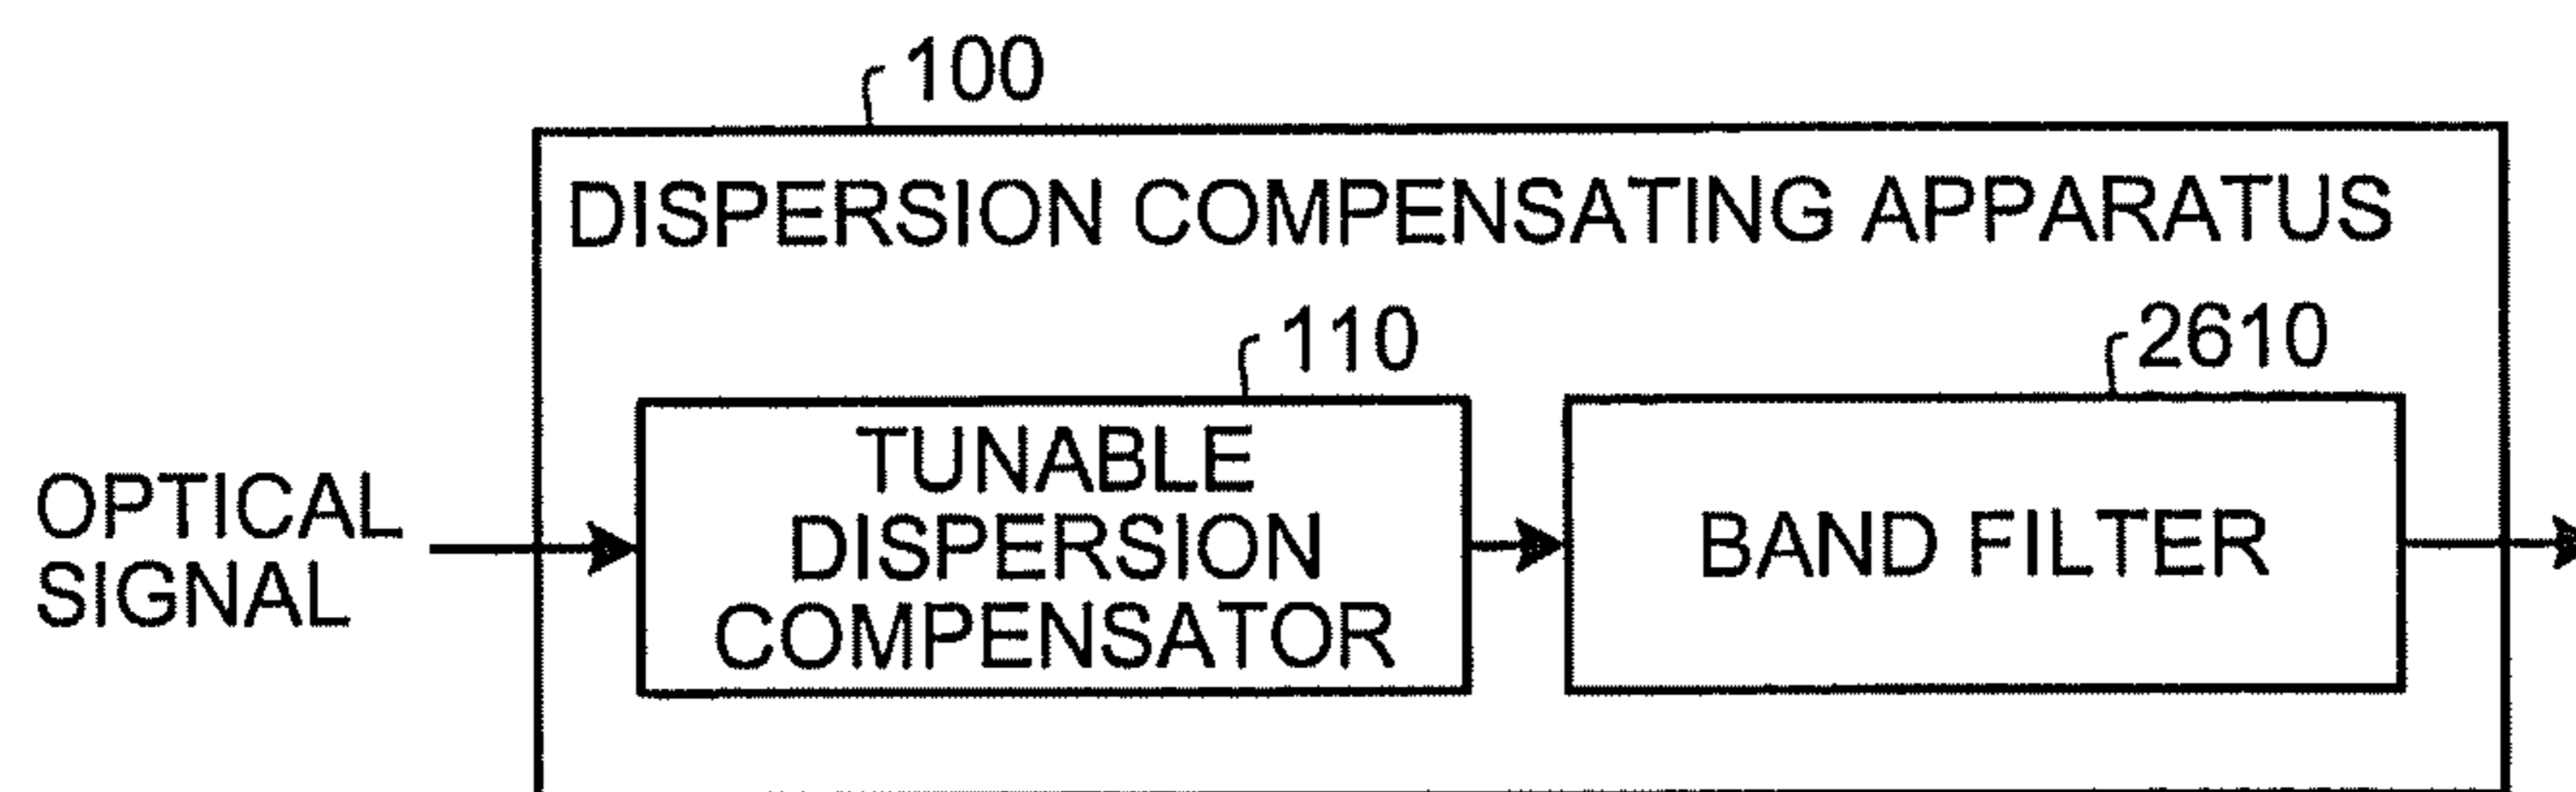 100
DISPERSION COMPENSATING APPARATUS
110
2610
OPTICAL
SIGNAL
TUNABLE
DISPERSION
COMPENSATOR
BAND FILTER